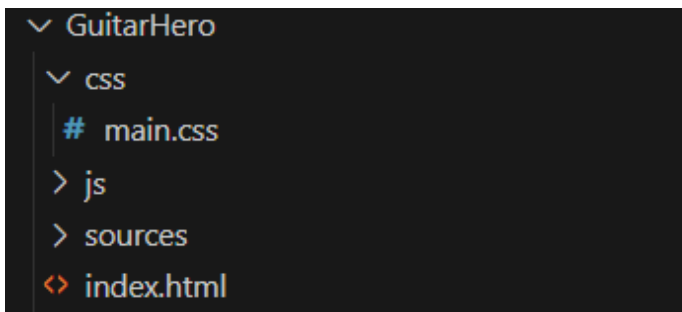 GuitarHero
css
# main.css
js
sources
<> index.html